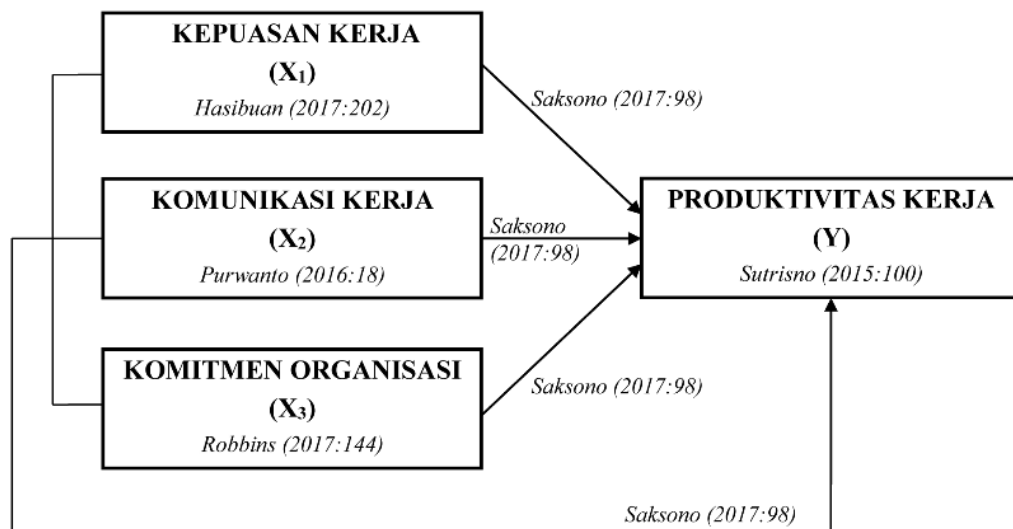 KEPUASAN KERJA
(X₁)
Hasibuan (2017:202)
Saksono (2017:98)
KOMUNIKASI KERJA
(X₂)
Purwanto (2016:18)
Saksono
(2017:98)
PRODUKTIVITAS KERJA
(Y)
Sutrisno (2015:100)
KOMITMEN ORGANISASI
(X₃)
Robbins (2017:144)
Saksono (2017:98)
Saksono (2017:98)